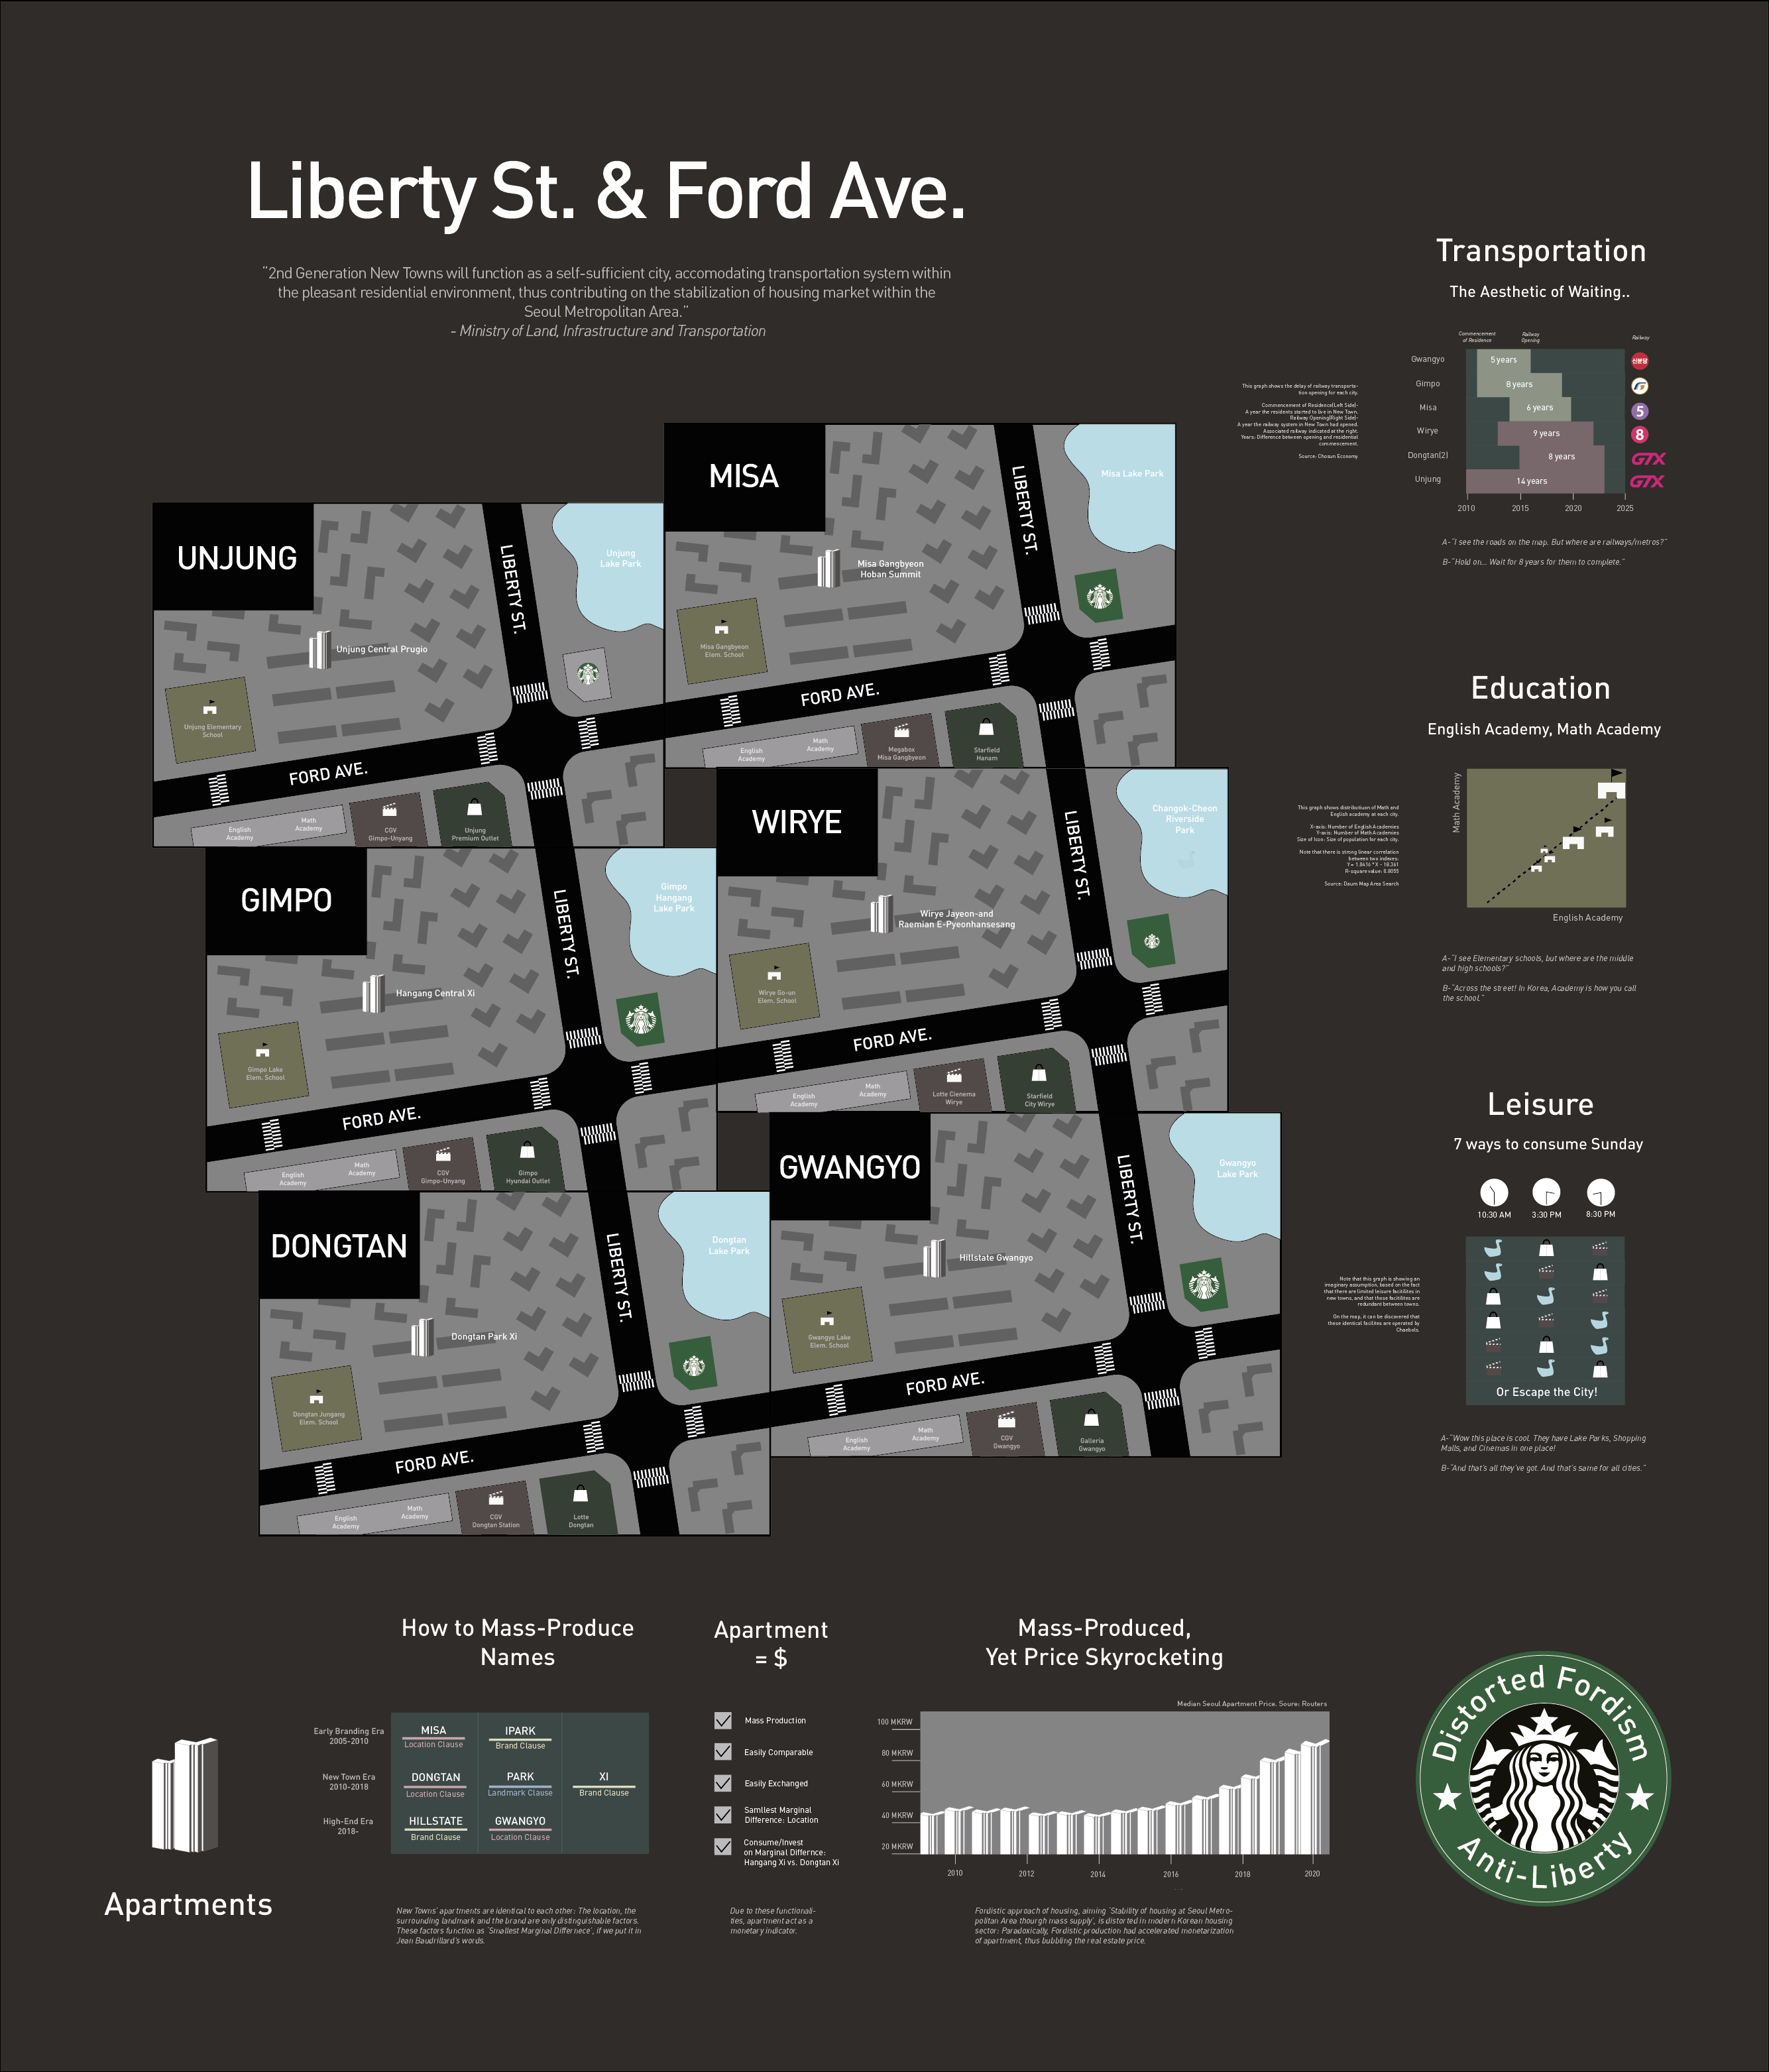 Liberty St. & Ford Ave.
"2nd Generation New Towns will function as a self-sufficient city, accomodating transportation system within
the pleasant residential environment, thus contributing on the stabilization of housing market within the
Seoul Metropolitan Area."
- Ministry of Land, Infrastructure and Transportation
UNJUNG
LIBERTY ST.
Unjung
Lake Park
Unjung Central Prugio
Unjung Elementary
School
FORD AVE.
English
Academy
Math
Academy
CGV
Gimpo-Unyang
Unjung
Premium Outlet
MISA
LIBERTY ST.
Misa Lake Park
Misa Gangbyeon
Hoban Summit
Misa Gangbyeon
Elem. School
FORD AVE.
English
Academy
Math
Academy
Megabox
Misa Gangbyeon
Starfield
Hanam
GIMPO
LIBERTY ST.
Gimpo
Hangang
Lake Park
Hangang Central Xi
Gimpo Lake
Elem. School
FORD AVE.
English
Academy
Math
Academy
CGV
Gimpo-Unyang
Gimpo
Hyundai Outlet
WIRYE
LIBERTY ST.
Changok-Cheon
Riverside
Park
Wirye Jayeon-and
Raemian E-Pyeonhansesang
Wirye Go-un
Elem. School
FORD AVE.
English
Academy
Math
Academy
Lotte Cienema
Wirye
Starfield
City Wirye
DONGTAN
LIBERTY ST.
Dongtan
Lake Park
Dongtan Park Xi
Dongtan Jungang
Elem. School
FORD AVE.
English
Academy
Math
Academy
CGV
Dongtan Station
Lotte
Dongtan
GWANGYO
LIBERTY ST.
Gwangyo
Lake Park
Hillstate Gwangyo
Gwangyo Lake
Elem. School
FORD AVE.
English
Academy
Math
Academy
CGV
Gwangyo
Galleria
Gwangyo
Transportation
The Aesthetic of Waiting..
Commencement
of Residence
Railway
Opening
Railway
Gwangyo
5 years
신분당
Gimpo
8 years
Misa
6 years
5
Wirye
9 years
8
Dongtan(2)
8 years
GTX
Unjung
14 years
GTX
2010
2015
2020
2025
This graph shows the delay of railway transporta-
tion opening for each city.
Commencement of Residence(Left Side)-
A year the residents started to live in New Town.
Railway Opening(Right Side)-
A year the railway system in New Town had opened.
Associated railway indicated at the right.
Years: Difference between opening and residential
commencement.
Source: Chosun Economy
A-"I see the roads on the map. But where are railways/metros?"
B-"Hold on... Wait for 8 years for them to complete."
Education
English Academy, Math Academy
Math Academy
English Academy
This graph shows distribution of Math and
English academy at each city.
X-axis: Number of English Academies
Y-axis: Number of Math Academies
Size of Icon: Size of population for each city.
Note that there is strong linear correlation
between two indexes:
Y = 1.0416 * X - 18.361
R-square value: 0.8055
Source: Daum Map Area Search
A-"I see Elementary schools, but where are the middle
and high schools?"
B-"Across the street! In Korea, Academy is how you call
the school."
Leisure
7 ways to consume Sunday
10:30 AM
3:30 PM
8:30 PM
Or Escape the City!
Note that this graph is showing an
imaginary assumption, based on the fact
that there are limited leisure facitilites in
new towns, and that these facitilites are
redundant between towns.
On the map, it can be discovered that
these identical facilites are operated by
Chaebols.
A-"Wow this place is cool. They have Lake Parks, Shopping
Malls, and Cinemas in one place!
B-"And that's all they've got. And that's same for all cities."
Apartments
How to Mass-Produce
Names
Early Branding Era
2005-2010
MISA
Location Clause
IPARK
Brand Clause
New Town Era
2010-2018
DONGTAN
Location Clause
PARK
Landmark Clause
XI
Brand Clause
High-End Era
2018-
HILLSTATE
Brand Clause
GWANGYO
Location Clause
New Towns' apartments are identical to each other: The location, the
surrounding landmark and the brand are only distinguishable factors.
These factors function as 'Smallest Marginal Differnece', if we put it in
Jean Baudrillard's words.
Apartment
= $
Mass Production
Easily Comparable
Easily Exchanged
Samllest Marginal
Difference: Location
Consume/Invest
on Marginal Differnce:
Hangang Xi vs. Dongtan Xi
Due to these functionali-
ties, apartment act as a
monetary indicator.
Mass-Produced,
Yet Price Skyrocketing
Median Seoul Apartment Price. Soure: Routers
100 MKRW
80 MKRW
60 MKRW
40 MKRW
20 MKRW
2010
2012
2014
2016
2018
2020
Fordistic approach of housing, aiming 'Stability of housing at Seoul Metro-
politan Area thourgh mass supply', is distorted in modern Korean housing
sector: Paradoxically, Fordistic production had accelerated monetarization
of apartment, thus bubbling the real estate price.
Distorted Fordism
Anti-Liberty